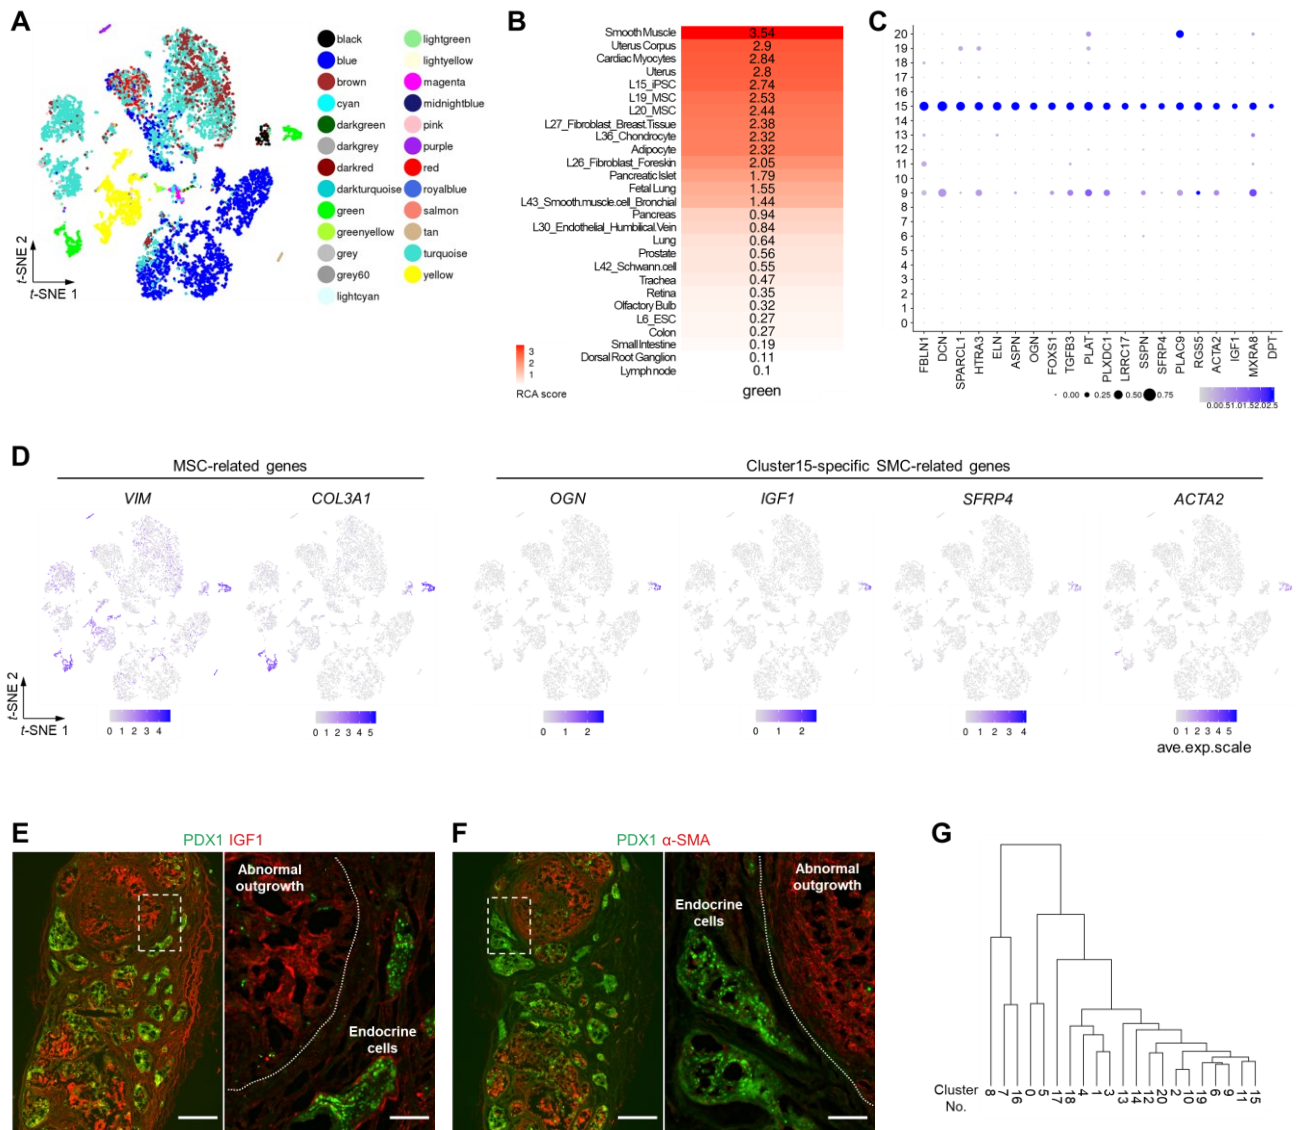 A
t-SNE 2
t-SNE 1
black
blue
brown
cyan
darkgreen
darkgrey
darkred
darkturquoise
green
greenyellow
grey
grey60
lightcyan
lightgreen
lightyellow
magenta
midnightblue
pink
purple
red
royalblue
salmon
tan
turquoise
yellow
B
Smooth Muscle 3.54
Uterus Corpus 2.9
Cardiac Myocytes 2.84
Uterus 2.8
L15_iPSC 2.74
L19_MSC 2.53
L20_MSC 2.44
L27_Fibroblast_Breast.Tissue 2.38
L36_Chondrocyte 2.32
Adipocyte 2.32
L26_Fibroblast_Foreskin 2.05
Pancreatic Islet 1.79
Fetal Lung 1.55
L43_Smooth.muscle.cell_Bronchial 1.44
Pancreas 0.94
L30_Endothelial_Humbilical.Vein 0.84
Lung 0.64
Prostate 0.56
L42_Schwann.cell 0.55
Trachea 0.47
Retina 0.35
Olfactory Bulb 0.32
L6_ESC 0.27
Colon 0.27
Small Intestine 0.19
Dorsal Root Ganglion 0.11
Lymph node 0.1
3
2
1
RCA score
green
C
20
19
18
17
16
15
14
13
12
11
10
9
8
7
6
5
4
3
2
1
0
FBLN1
DCN
SPARCL1
HTRA3
ELN
ASPN
OGN
FOXS1
TGFB3
PLAT
PLXDC1
LRRC17
SSPN
SFRP4
PLAC9
RGS5
ACTA2
IGF1
MXRA8
DPT
0.00 0.25 0.50 0.75
0.00.51.01.52.02.5
D
MSC-related genes
Cluster15-specific SMC-related genes
VIM
COL3A1
OGN
IGF1
SFRP4
ACTA2
t-SNE 2
t-SNE 1
0 1 2 3 4
0 1 2 3 4 5
0 1 2
0 1 2
0 1 2 3 4
0 1 2 3 4 5
ave.exp.scale
E
PDX1 IGF1
Abnormal
outgrowth
Endocrine
cells
F
PDX1 α-SMA
Endocrine
cells
Abnormal
outgrowth
G
Cluster
No.
8
7
16
0
5
17
18
4
1
3
13
14
12
20
2
10
19
6
9
11
15